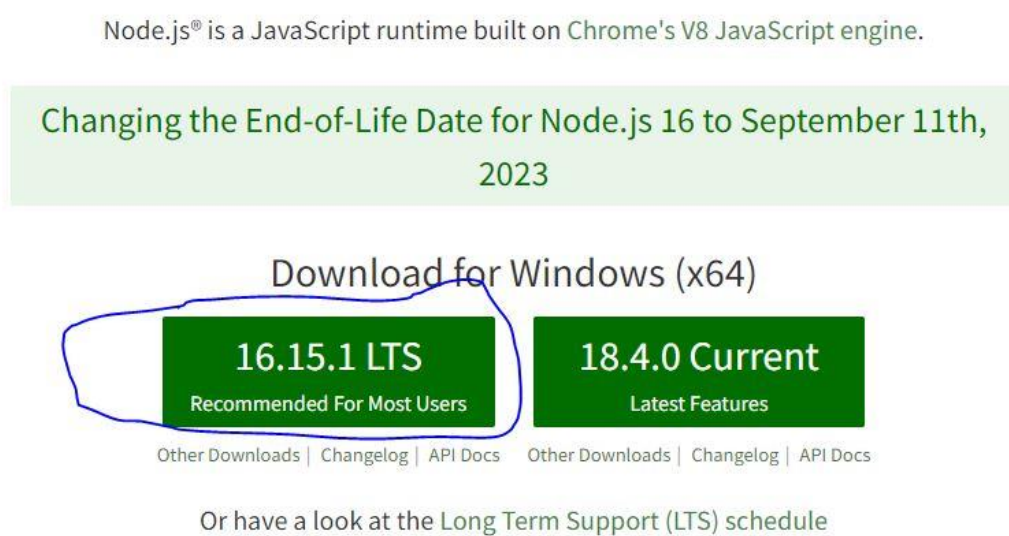 Node.js® is a JavaScript runtime built on Chrome's V8 JavaScript engine.
Changing the End-of-Life Date for Node.js 16 to September 11th,
2023
Download for Windows (x64)
16.15.1 LTS
Recommended For Most Users
18.4.0 Current
Latest Features
Other Downloads | Changelog | API Docs
Other Downloads | Changelog | API Docs
Or have a look at the Long Term Support (LTS) schedule